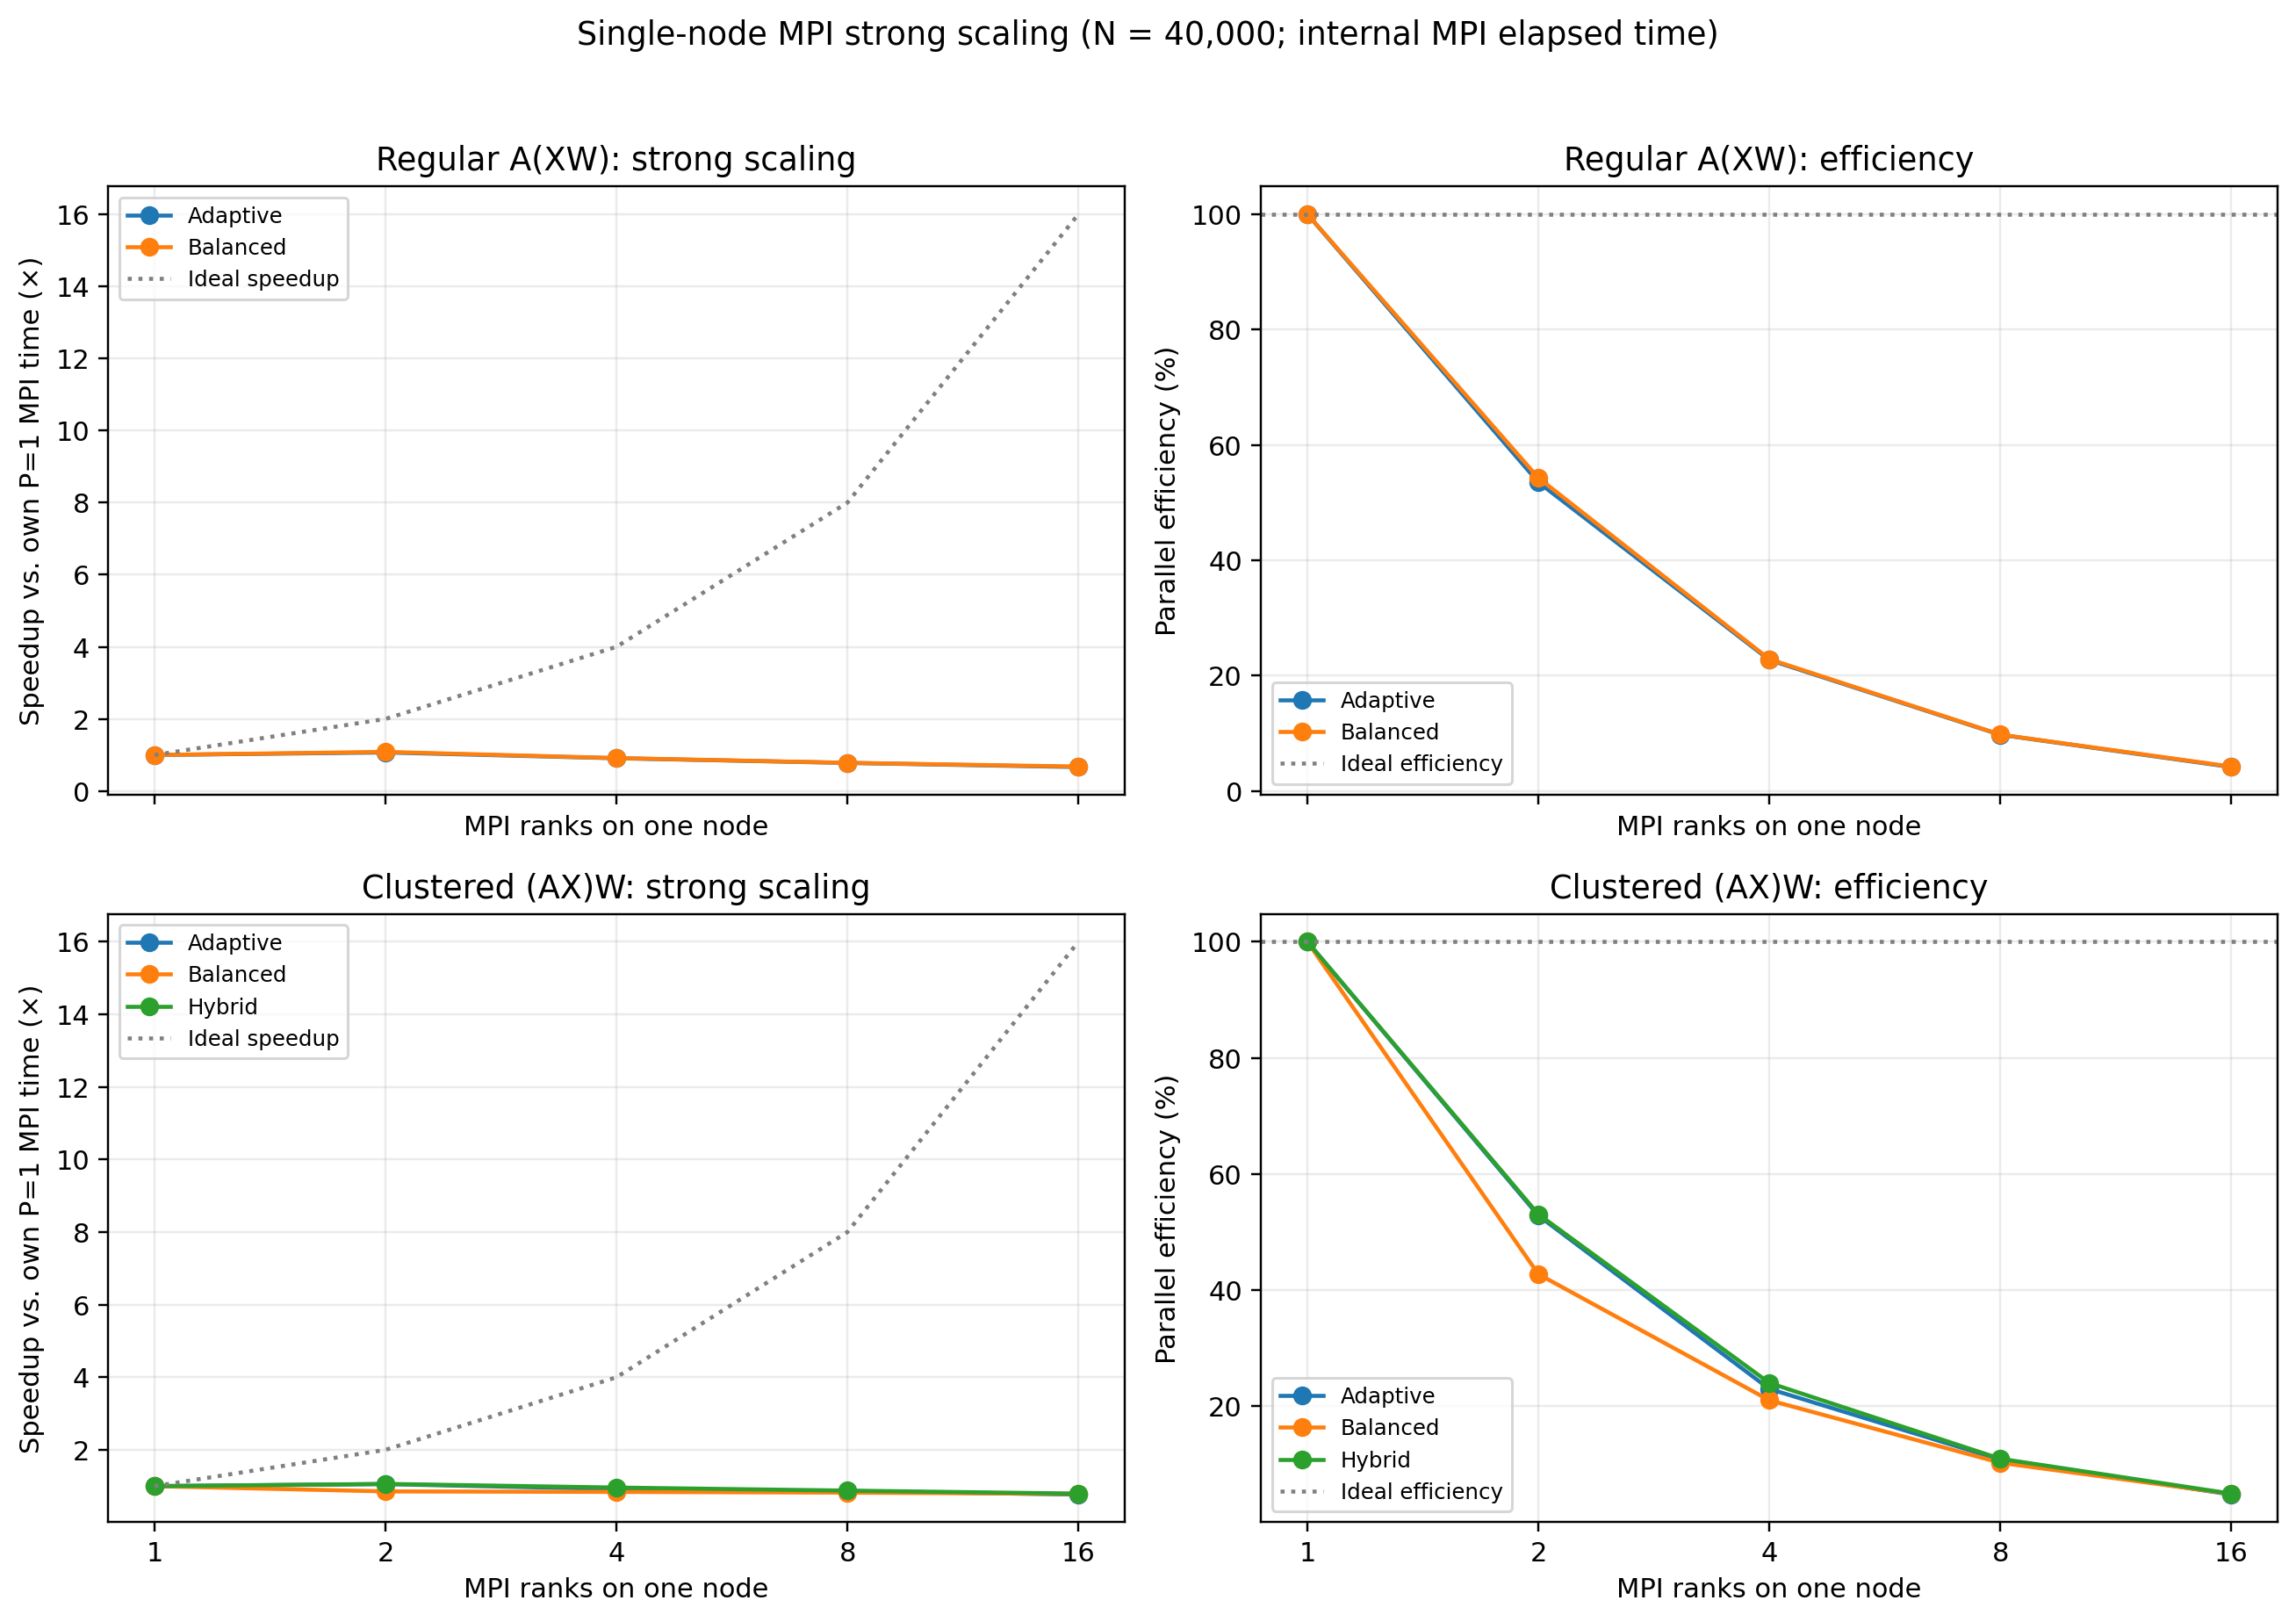 Single-node MPI strong scaling (N = 40,000; internal MPI elapsed time)
Regular A(XW): strong scaling
Speedup vs. own P=1 MPI time (×)
16
14
12
10
8
6
4
2
0
Adaptive
Balanced
Ideal speedup
MPI ranks on one node
Regular A(XW): efficiency
Parallel efficiency (%)
100
80
60
40
20
0
Adaptive
Balanced
Ideal efficiency
MPI ranks on one node
Clustered (AX)W: strong scaling
Speedup vs. own P=1 MPI time (×)
16
14
12
10
8
6
4
2
Adaptive
Balanced
Hybrid
Ideal speedup
1 2 4 8 16
MPI ranks on one node
Clustered (AX)W: efficiency
Parallel efficiency (%)
100
80
60
40
20
Adaptive
Balanced
Hybrid
Ideal efficiency
1 2 4 8 16
MPI ranks on one node